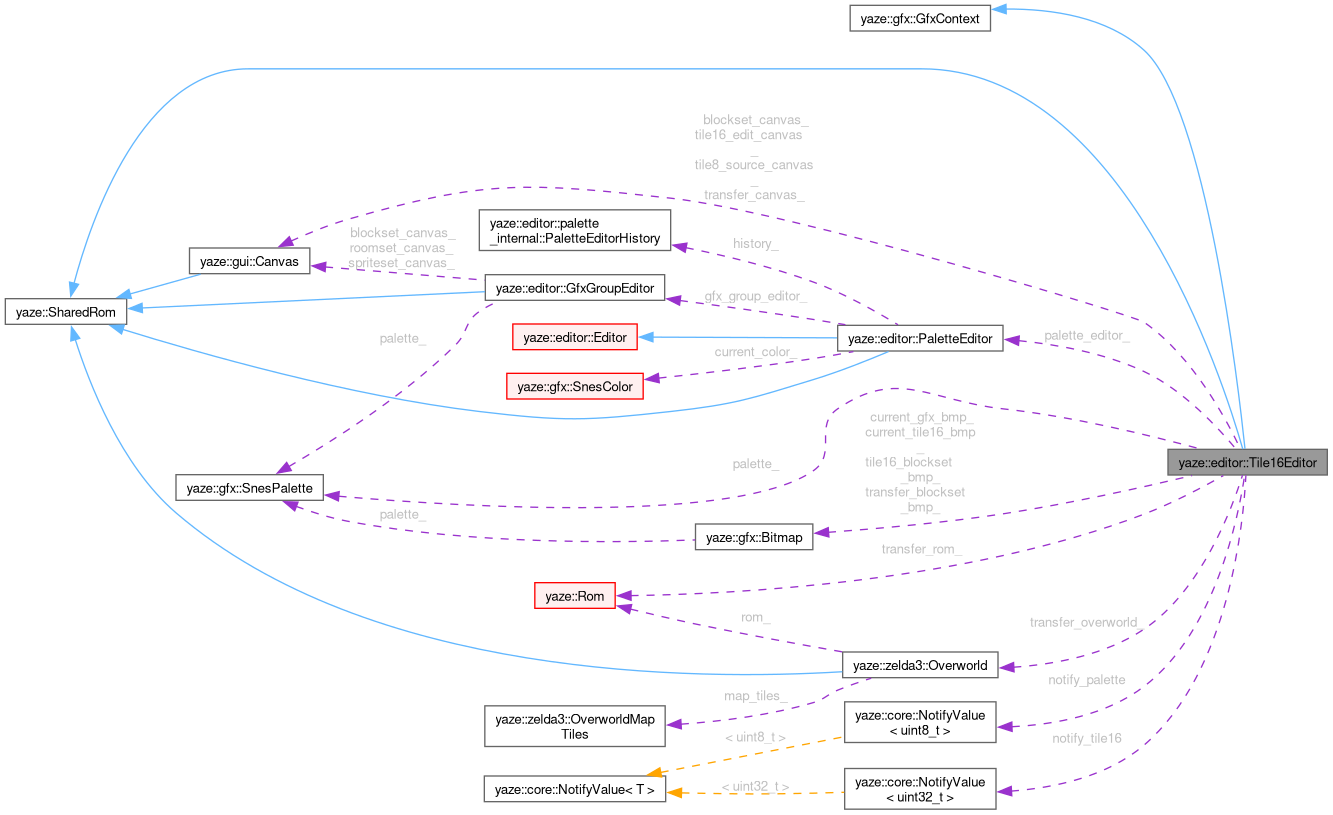 yaze::gfx::GfxContext
blockset_canvas_
tile16_edit_canvas
_
tile8_source_canvas
_
transfer_canvas_
yaze::editor::palette
_internal::PaletteEditorHistory
blockset_canvas_
roomset_canvas_
spriteset_canvas_
history_
yaze::gui::Canvas
yaze::editor::GfxGroupEditor
gfx_group_editor_
yaze::SharedRom
palette_
yaze::editor::Editor
yaze::editor::PaletteEditor
palette_editor_
current_color_
yaze::gfx::SnesColor
current_gfx_bmp_
current_tile16_bmp
_
tile16_blockset
_bmp_
transfer_blockset
_bmp_
palette_
yaze::editor::Tile16Editor
yaze::gfx::SnesPalette
palette_
yaze::gfx::Bitmap
transfer_rom_
yaze::Rom
rom_
transfer_overworld_
yaze::zelda3::Overworld
notify_palette
map_tiles_
yaze::zelda3::OverworldMap
Tiles
yaze::core::NotifyValue
< uint8_t >
< uint8_t >
notify_tile16
yaze::core::NotifyValue< T >
< uint32_t >
yaze::core::NotifyValue
< uint32_t >